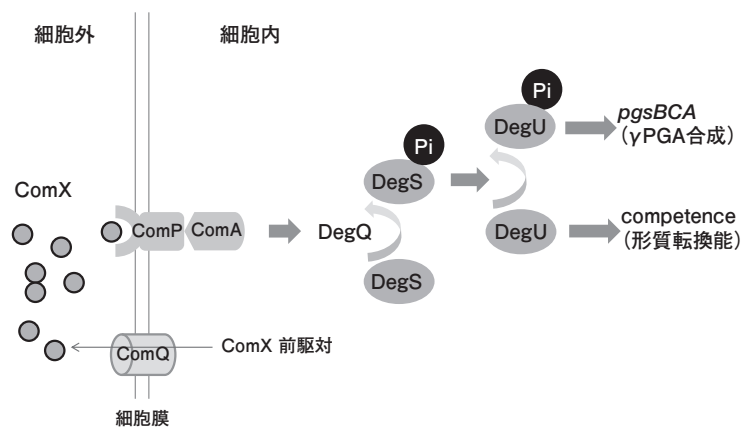 細胞外
細胞内
Pi
DegU
pgsBCA
(γPGA合成)
Pi
DegS
ComX
ComP
ComA
DegQ
DegU
competence
(形質転換能)
DegS
ComQ
ComX 前駆対
細胞膜